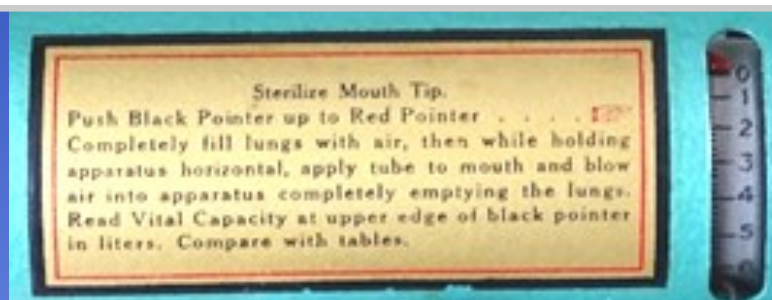 Sterilize Mouth Tip.
Push Black Pointer up to Red Pointer . . . . ☞
Completely fill lungs with air, then while holding
apparatus horizontal, apply tube to mouth and blow
air into apparatus completely emptying the lungs.
Read Vital Capacity at upper edge of black pointer
in liters. Compare with tables.
0
1
2
3
4
5
6